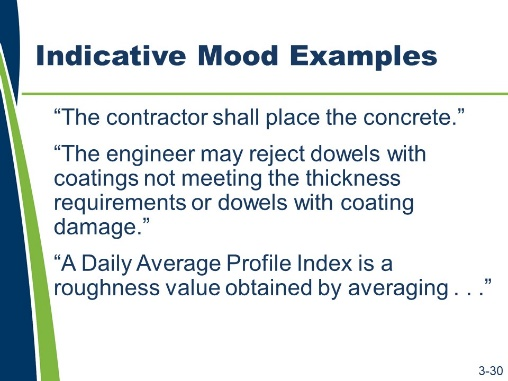 Indicative Mood Examples
“The contractor shall place the concrete.”
“The engineer may reject dowels with
coatings not meeting the thickness
requirements or dowels with coating
damage.”
“A Daily Average Profile Index is a
roughness value obtained by averaging . . .”
3-30